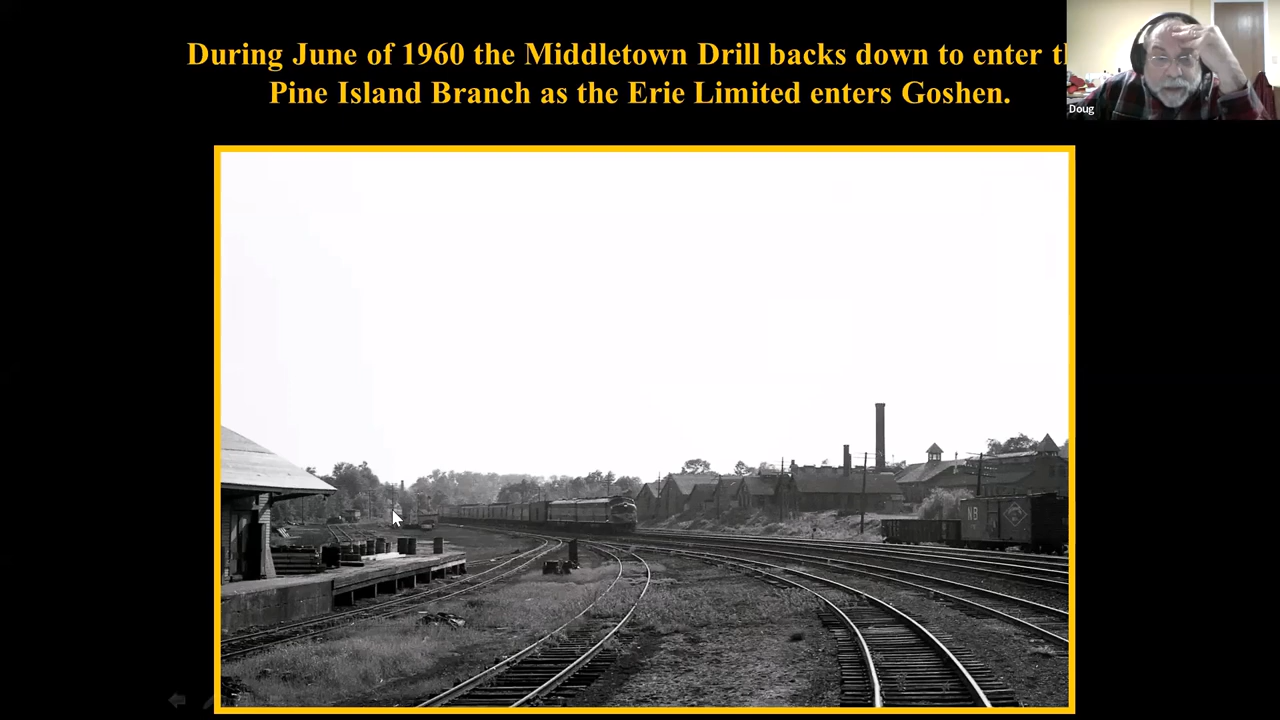 During June of 1960 the Middletown Drill backs down to enter
Pine Island Branch as the Erie Limited enters Goshen.
Doug
NB